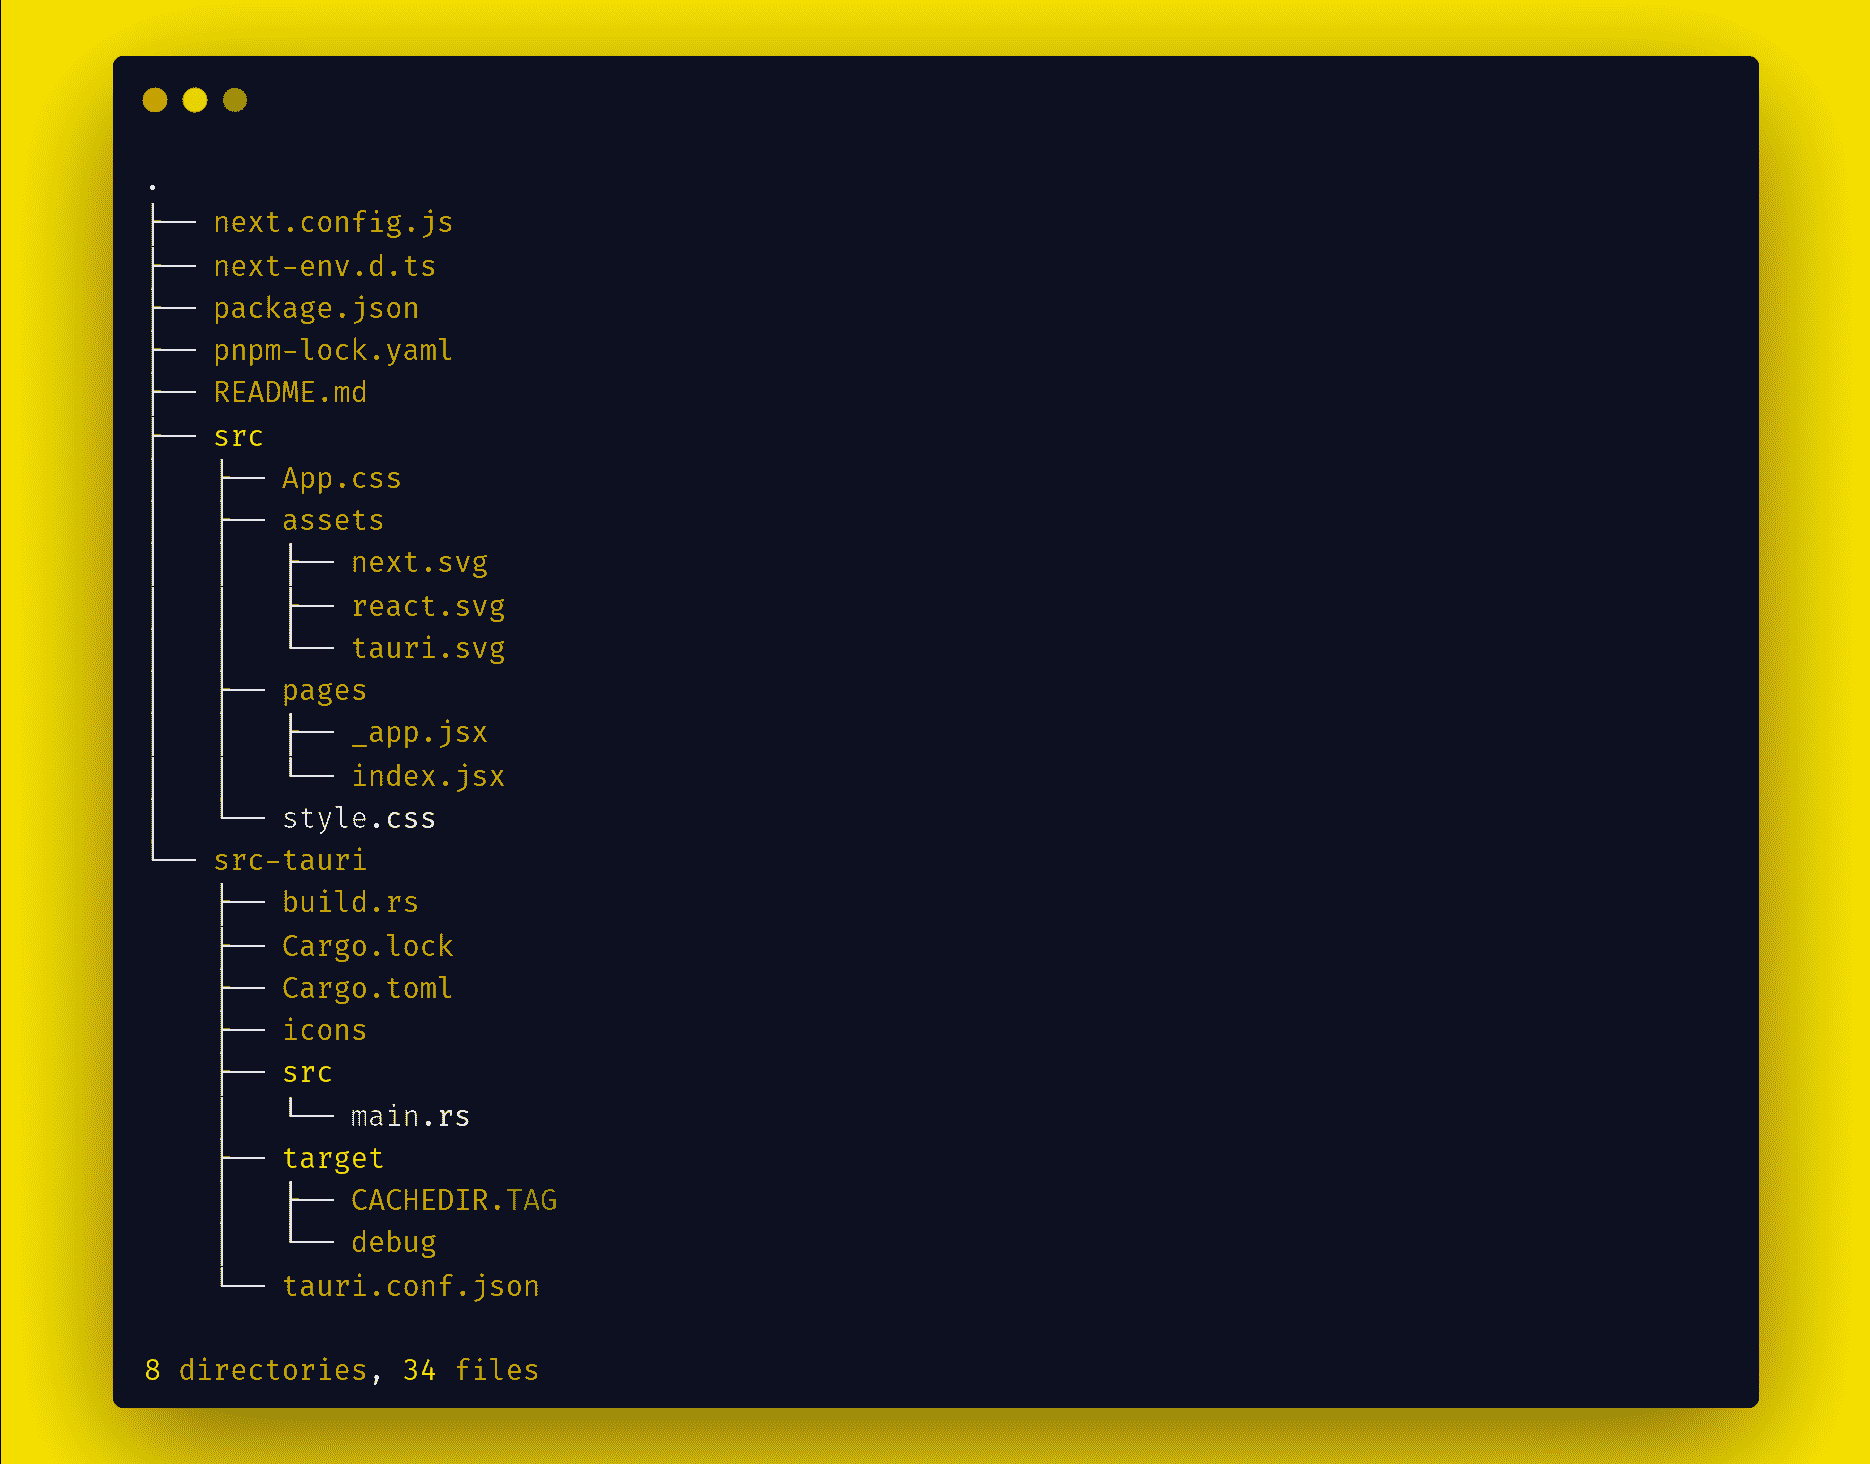 .
├── next.config.js
├── next-env.d.ts
├── package.json
├── pnpm-lock.yaml
├── README.md
├── src
│   ├── App.css
│   ├── assets
│   │   ├── next.svg
│   │   ├── react.svg
│   │   └── tauri.svg
│   ├── pages
│   │   ├── _app.jsx
│   │   └── index.jsx
│   └── style.css
└── src-tauri
    ├── build.rs
    ├── Cargo.lock
    ├── Cargo.toml
    ├── icons
    ├── src
    │   └── main.rs
    ├── target
    │   ├── CACHEDIR.TAG
    │   └── debug
    └── tauri.conf.json
8 directories, 34 files